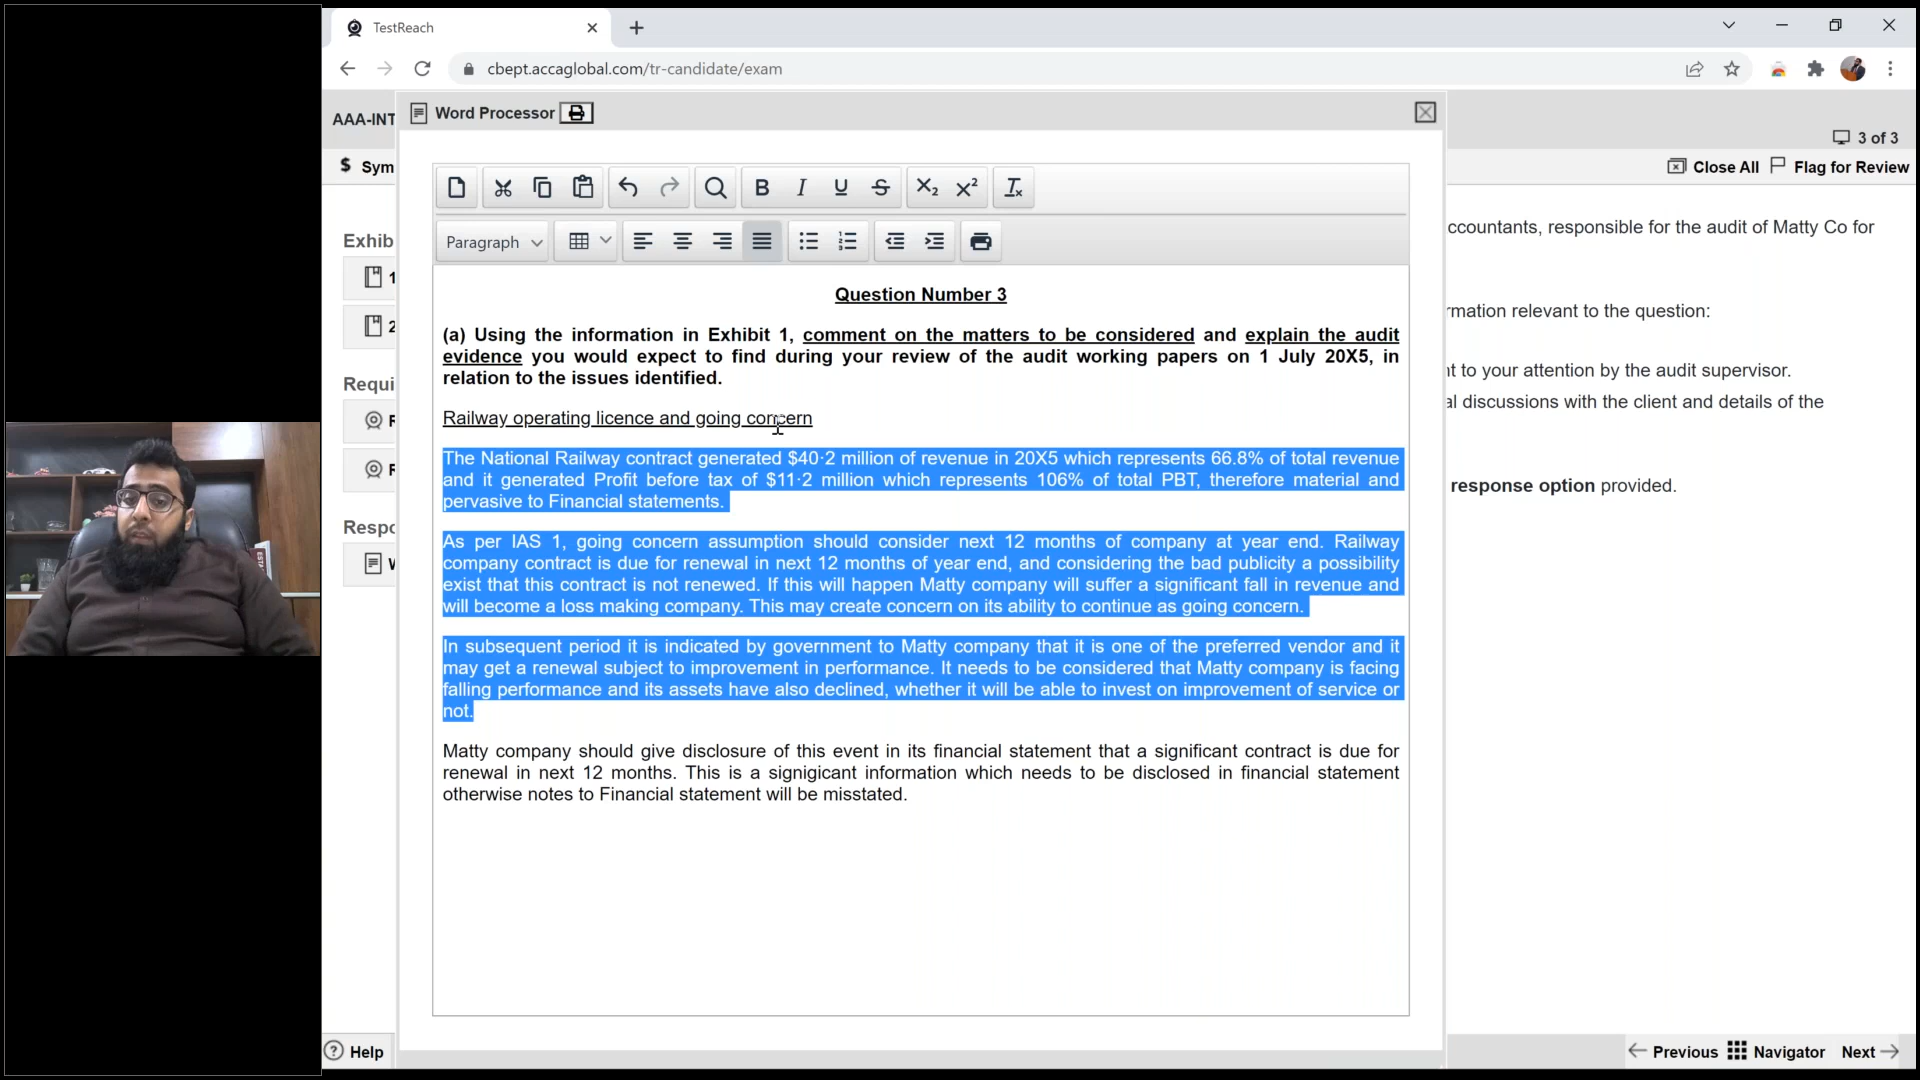 TestReach
cbept.accaglobal.com/tr-candidate/exam
AAA-INT
Word Processor
3 of 3
$ Sym
Close All
Flag for Review
B I U S X₂ X² Tx
Paragraph
Exhib
1
2
Requi
F
F
Respo
W
ccountants, responsible for the audit of Matty Co for
rmation relevant to the question:
t to your attention by the audit supervisor.
al discussions with the client and details of the
response option provided.
Question Number 3
(a) Using the information in Exhibit 1, comment on the matters to be considered and explain the audit
evidence you would expect to find during your review of the audit working papers on 1 July 20X5, in
relation to the issues identified.
Railway operating licence and going concern
The National Railway contract generated $40·2 million of revenue in 20X5 which represents 66.8% of total revenue
and it generated Profit before tax of $11·2 million which represents 106% of total PBT, therefore material and
pervasive to Financial statements.
As per IAS 1, going concern assumption should consider next 12 months of company at year end. Railway
company contract is due for renewal in next 12 months of year end, and considering the bad publicity a possibility
exist that this contract is not renewed. If this will happen Matty company will suffer a significant fall in revenue and
will become a loss making company. This may create concern on its ability to continue as going concern.
In subsequent period it is indicated by government to Matty company that it is one of the preferred vendor and it
may get a renewal subject to improvement in performance. It needs to be considered that Matty company is facing
falling performance and its assets have also declined, whether it will be able to invest on improvement of service or
not.
Matty company should give disclosure of this event in its financial statement that a significant contract is due for
renewal in next 12 months. This is a signigicant information which needs to be disclosed in financial statement
otherwise notes to Financial statement will be misstated.
Help
Previous
Navigator
Next